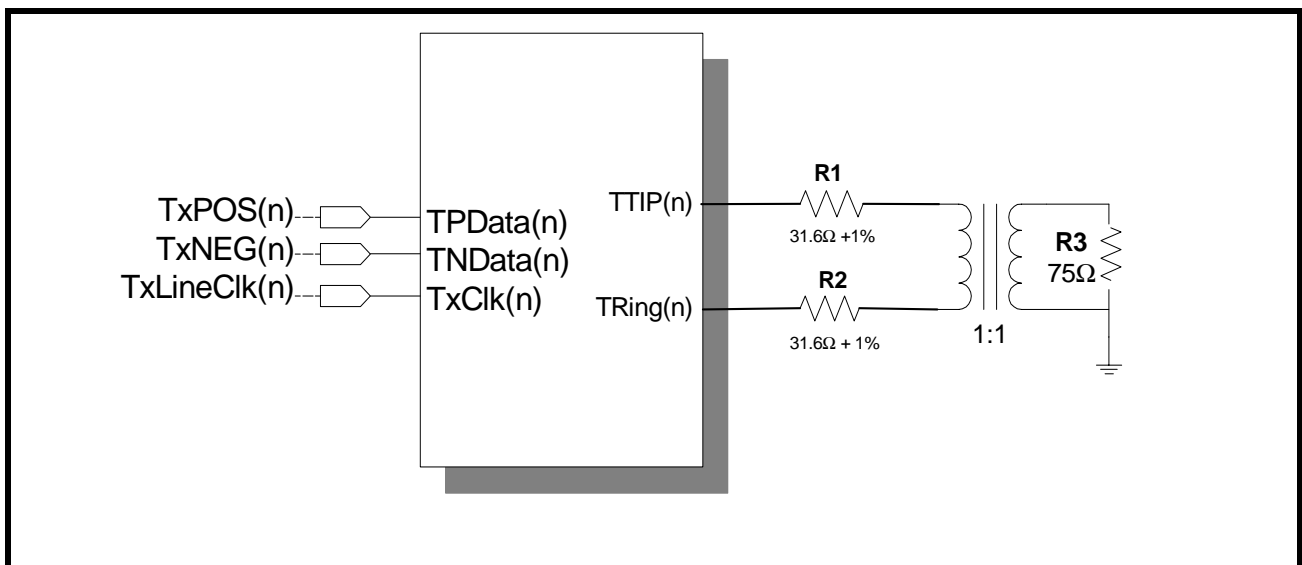 TxPOS(n)
TxNEG(n)
TxLineClk(n)
TPData(n)
TNData(n)
TxClk(n)
TTIP(n)
TRing(n)
R1
31.6Ω +1%
R2
31.6Ω + 1%
1:1
R3
75Ω